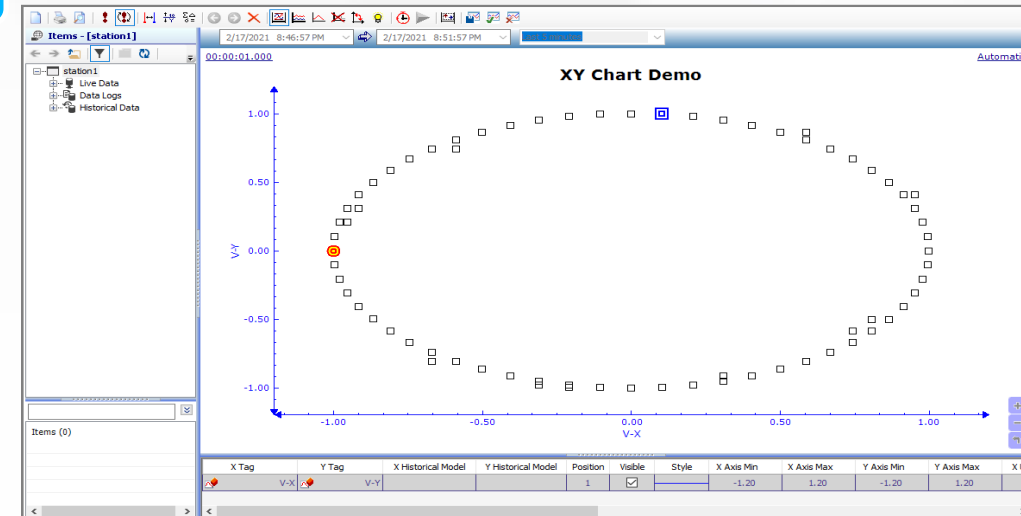 Items - [station1]
2/17/2021 8:46:57 PM
2/17/2021 8:51:57 PM
00:00:01.000
Automati
station1
Live Data
Data Logs
Historical Data
XY Chart Demo
1.00
0.50
0.00
-0.50
-1.00
V-Y
-1.00
-0.50
0.00
0.50
1.00
V-X
Items (0)
X Tag Y Tag X Historical Model Y Historical Model Position Visible Style X Axis Min X Axis Max Y Axis Min Y Axis Max X
V-X V-Y 1 -1.20 1.20 -1.20 1.20